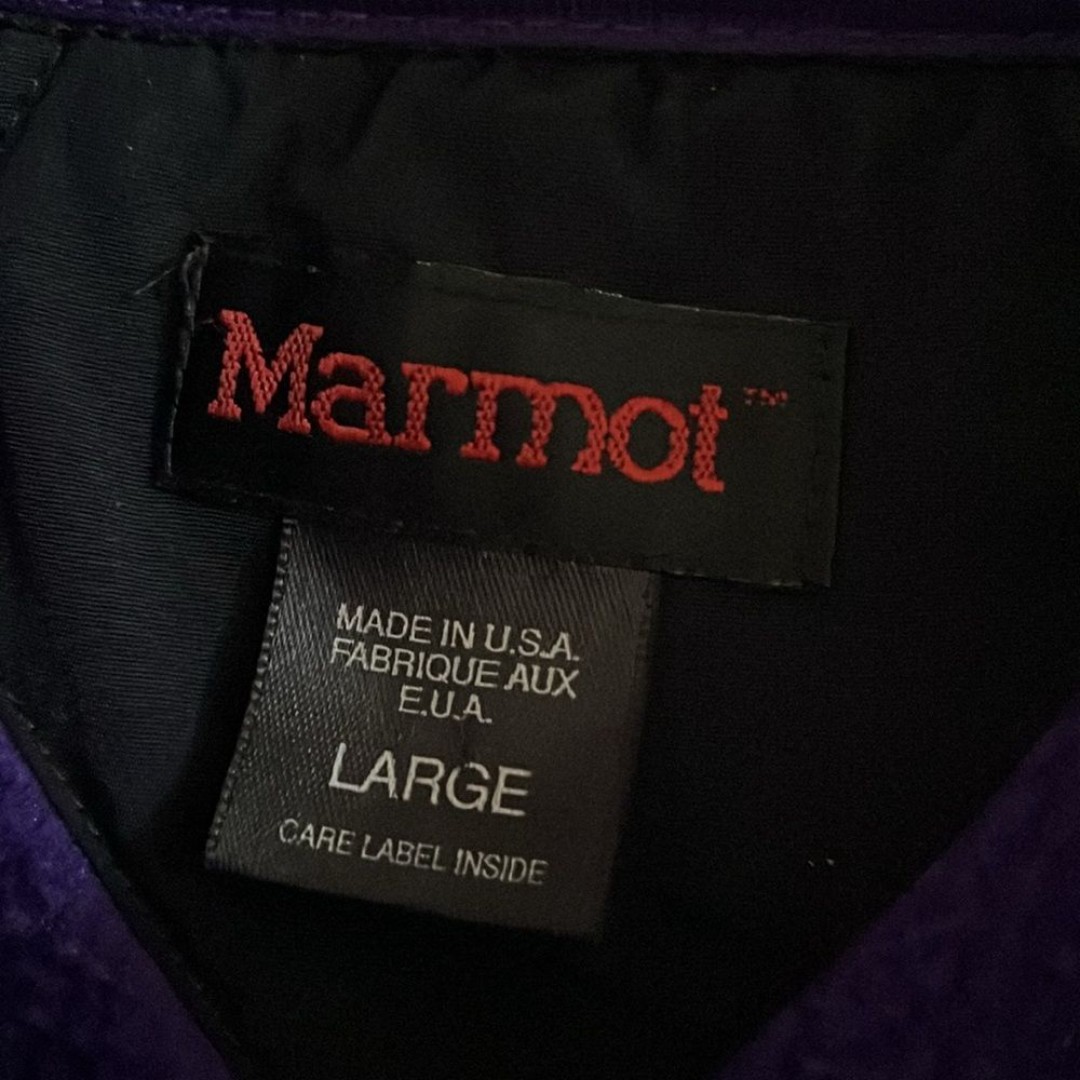 Marmot™
MADE IN U.S.A.
FABRIQUE AUX
E.U.A.
LARGE
CARE LABEL INSIDE